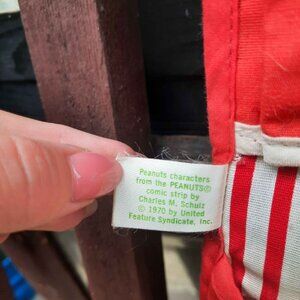 Peanuts characters
from the PEANUTS®
comic strip by
Charles M. Schulz
© 1970 by United
Feature Syndicate, Inc.